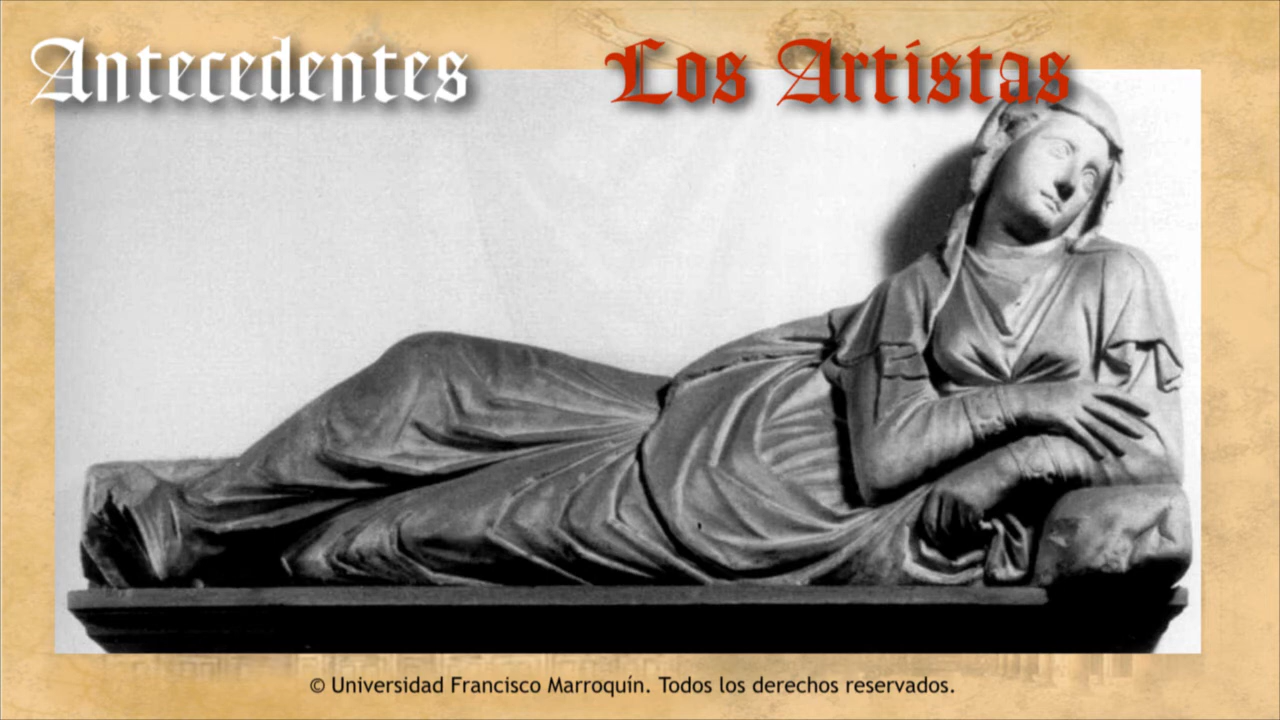 Antecedentes
Los Artistas
© Universidad Francisco Marroquín. Todos los derechos reservados.